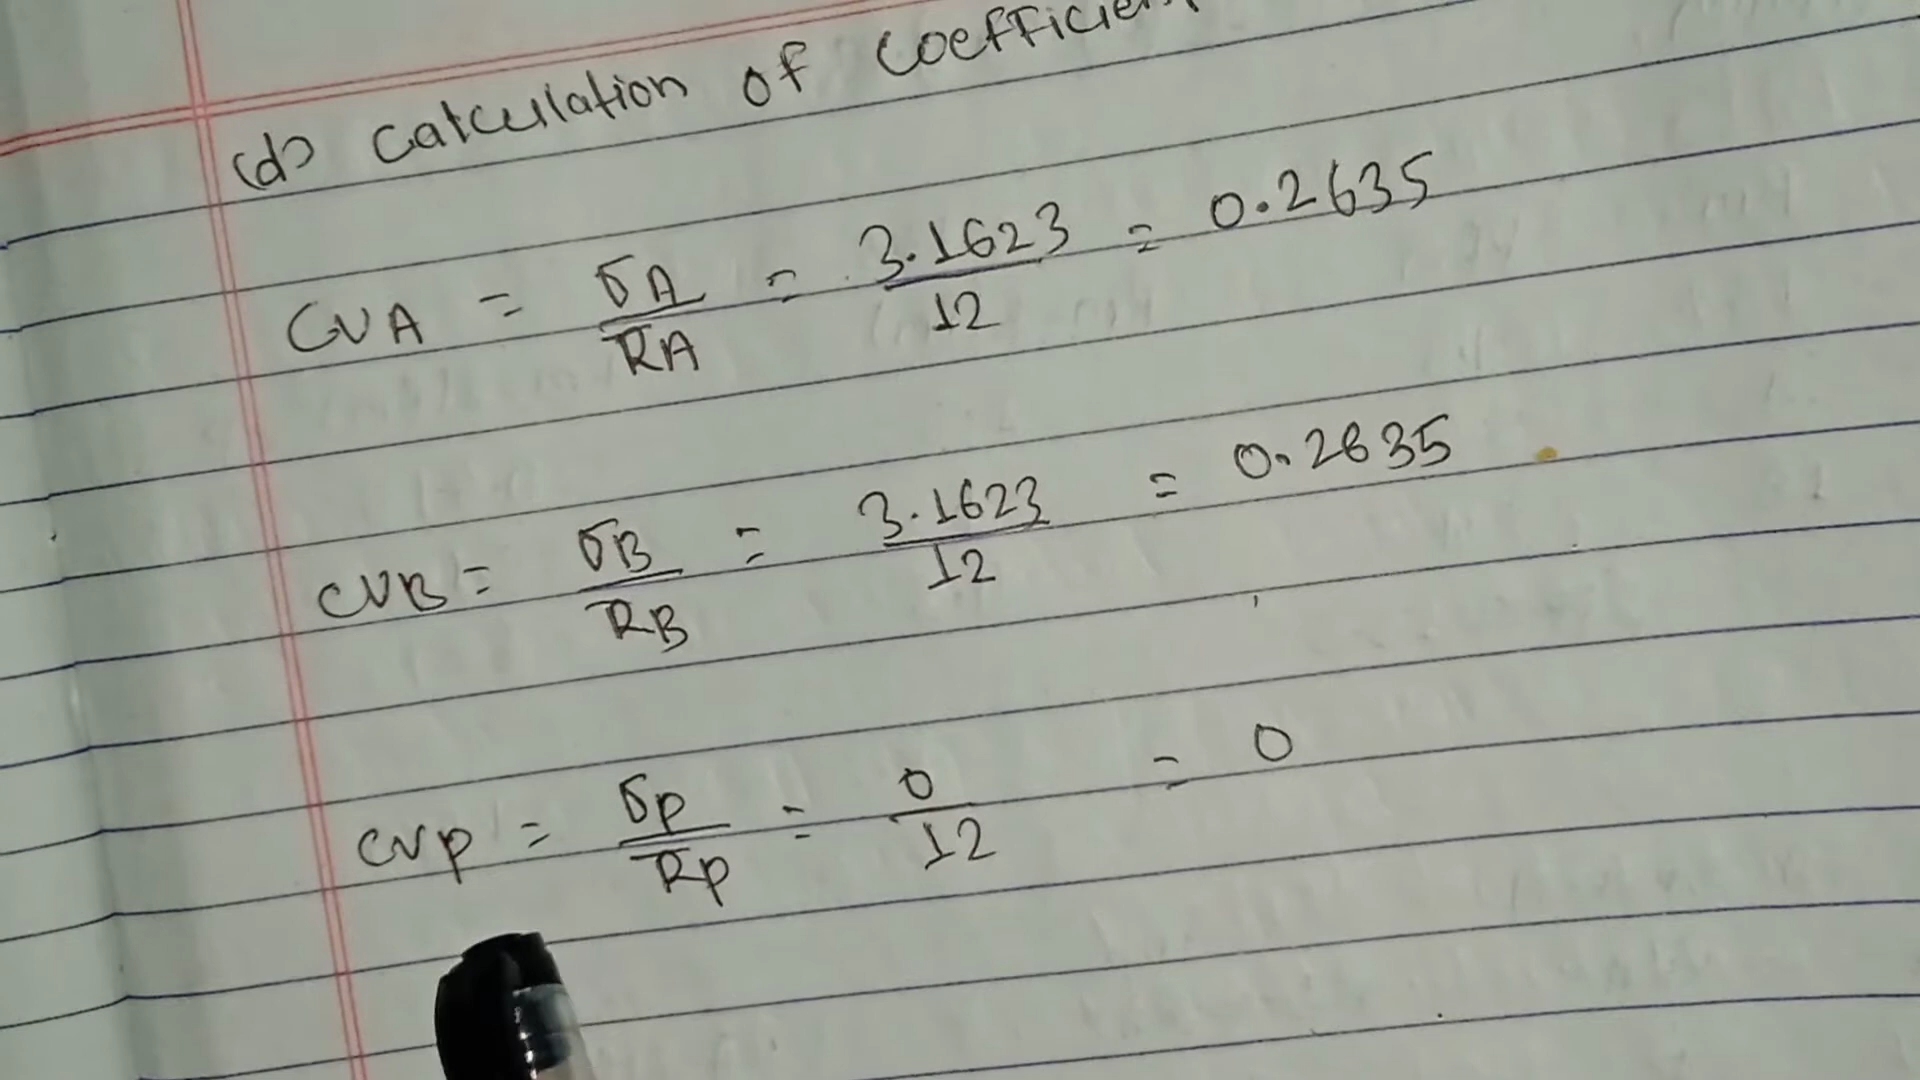 (d) Calculation of Coefficien
CVA = σA / R̅A = 3.1623 / 12 = 0.2635
CVB = σB / R̅B = 3.1623 / 12 = 0.2635
CVP = σP / R̅P = 0 / 12 = 0